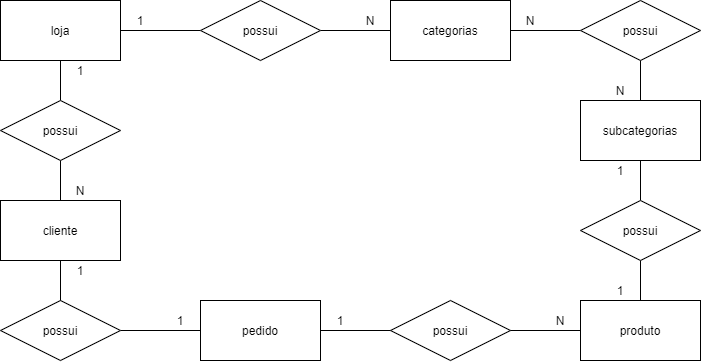 loja
1
possui
N
categorias
N
possui
1
N
possui
subcategorias
N
1
cliente
possui
1
1
possui
1
pedido
1
possui
N
produto